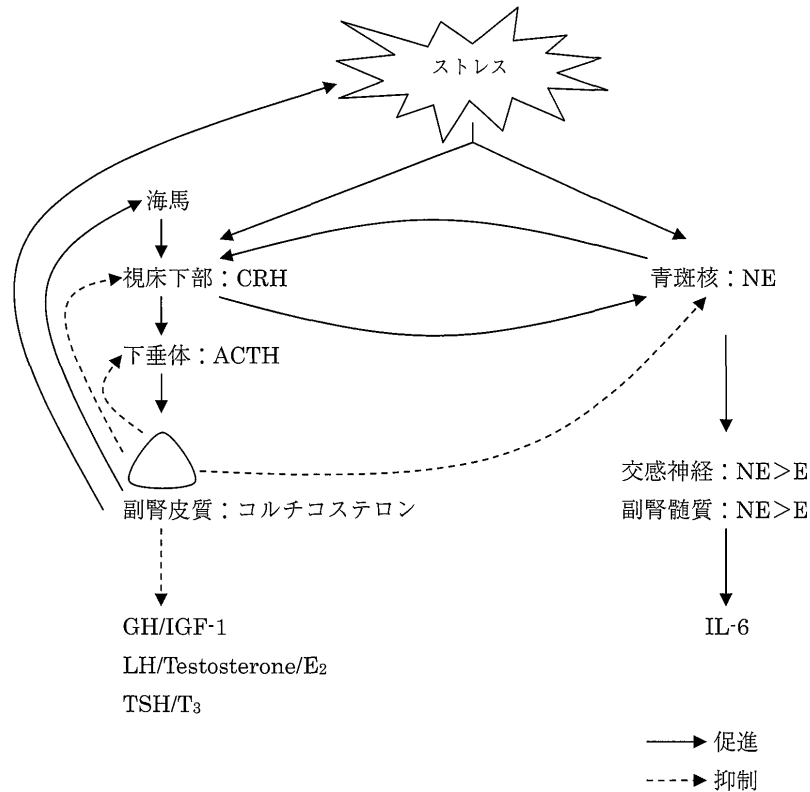 ストレス
海馬
視床下部：CRH
青斑核：NE
下垂体：ACTH
交感神経：NE＞E
副腎皮質：コルチコステロン
副腎髄質：NE＞E
GH/IGF-1
IL-6
LH/Testosterone/E₂
TSH/T₃
促進
抑制